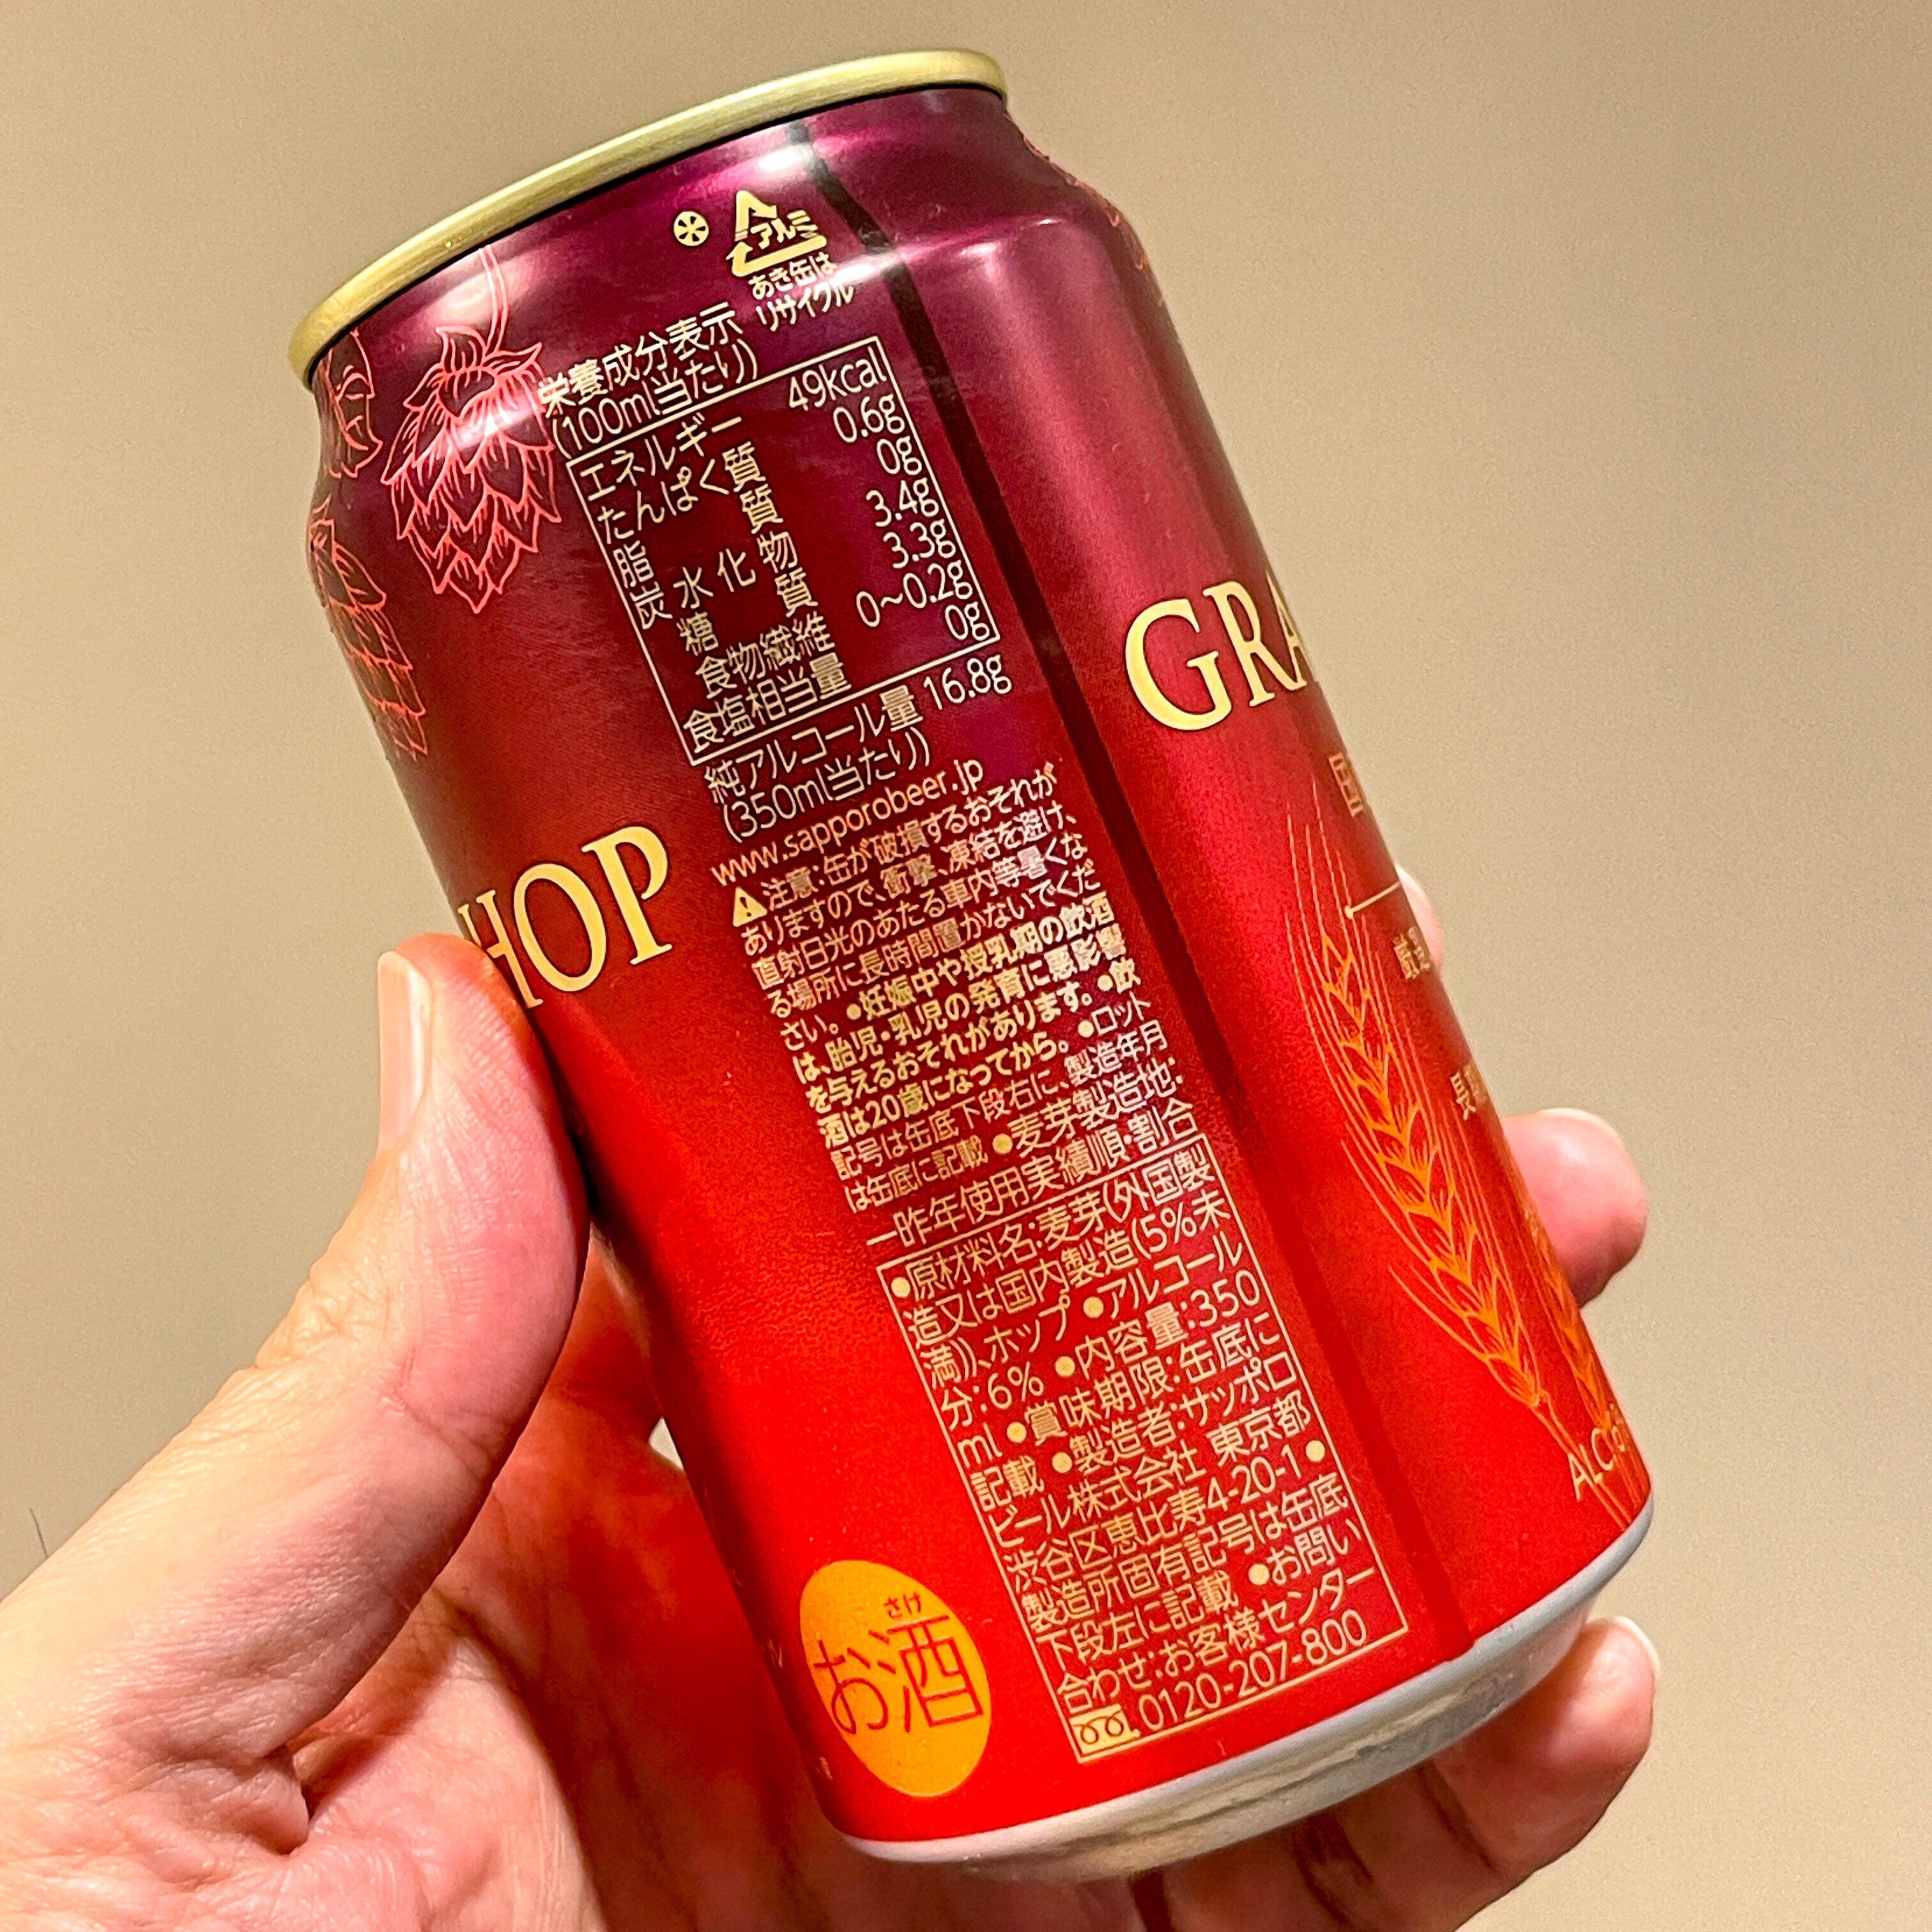 アルミ
あき缶は
リサイクル
栄養成分表示
(100ml当たり)
エネルギー 49kcal
たんぱく質 0.6g
脂質 0g
炭水化物 3.4g
糖質 3.3g
食物繊維 0~0.2g
食塩相当量 0g
純アルコール量 16.8g
(350ml当たり)
www.sapporobeer.jp
注意:缶が破損するおそれが
ありますので、衝撃、凍結を避け、
直射日光のあたる車内等暑くな
る場所に長時間置かないでくだ
さい。●妊娠中や授乳期の飲酒
は、胎児・乳児の発育に悪影響
を与えるおそれがあります。●飲
酒は20歳になってから。●ロット
記号は缶底下段右に、製造年月
は缶底に記載 ●麦芽製造地:
一昨年使用実績順・割合
●原材料名:麦芽(外国製
造又は国内製造(5%未
満))、ホップ ●アルコール
分:6% ●内容量:350
ml ●賞味期限:缶底に
記載 ●製造者:サッポロ
ビール株式会社 東京都
渋谷区恵比寿4-20-1 ●
製造所固有記号は缶底
下段左に記載 ●お問い
合わせ:お客様センター
0120-207-800
HOP
さけ
お酒
GRA
ALC